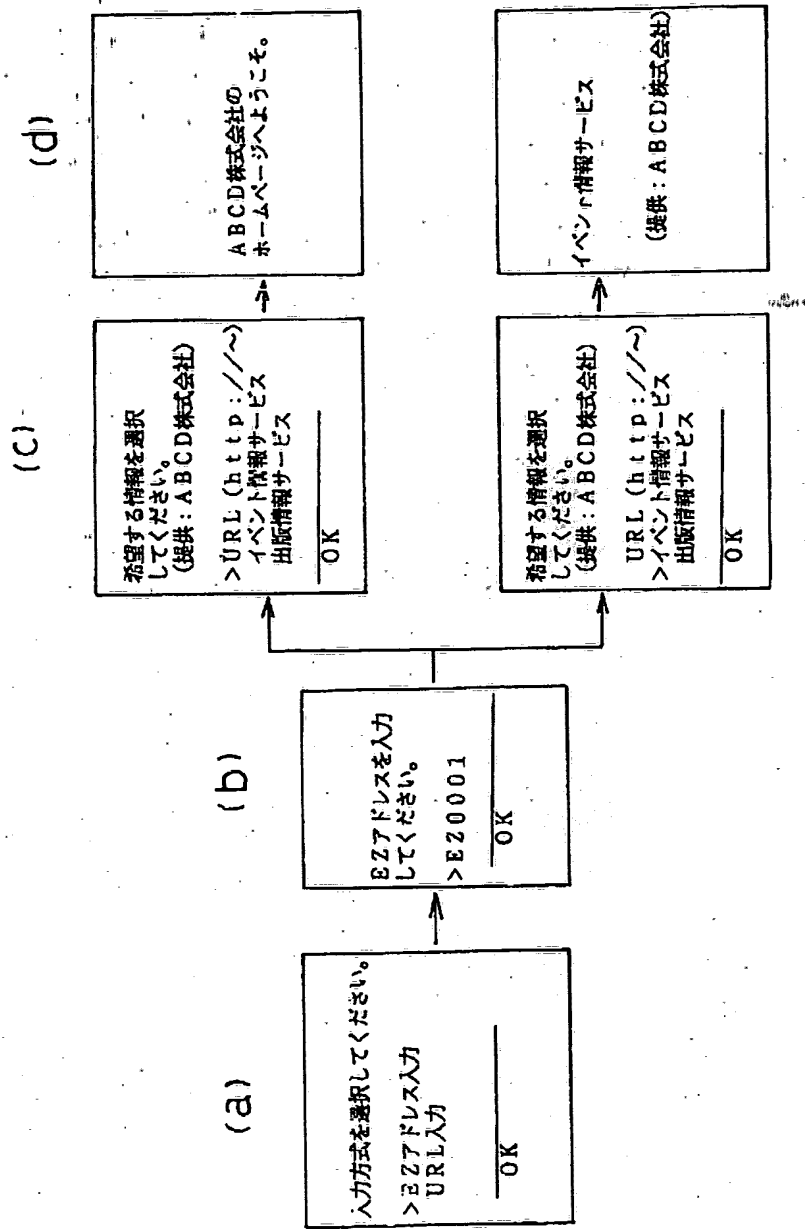 (a)
入力方式を選択してください。
>EZアドレス入力
URL入力
OK
(b)
EZアドレスを入力
してください。
>EZ0001
OK
(c)
希望する情報を選択
してください。
(提供:ABCD株式会社)
>URL(http://~)
イベント情報サービス
出版情報サービス
OK
希望する情報を選択
してください。
(提供:ABCD株式会社)
URL(http://~)
>イベント情報サービス
出版情報サービス
OK
(d)
ABCD株式会社の
ホームページへようこそ。
イベント情報サービス
(提供:ABCD株式会社)